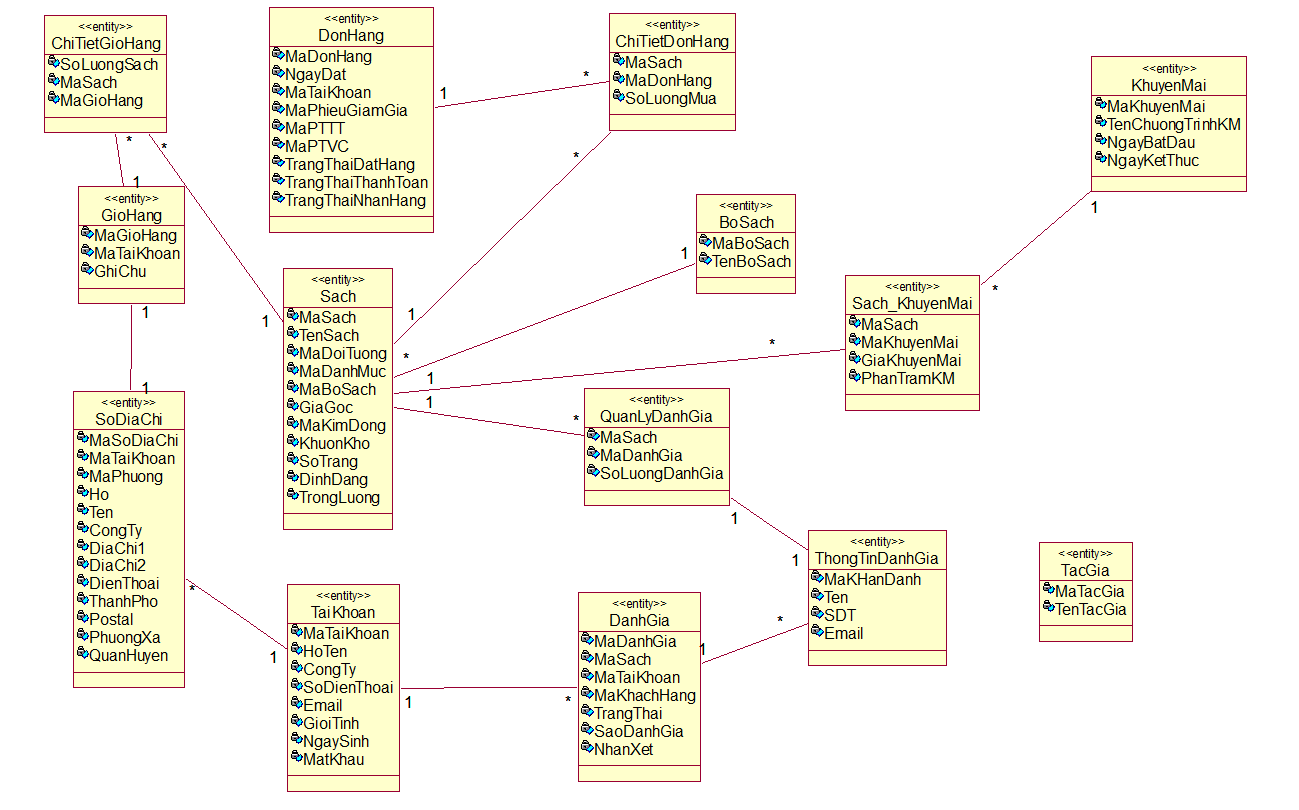 <<entity>>
ChiTietGioHang
SoLuongSach
MaSach
MaGioHang
<<entity>>
DonHang
MaDonHang
NgayDat
MaTaiKhoan
MaPhieuGiamGia
MaPTTT
MaPTVC
TrangThaiDatHang
TrangThaiThanhToan
TrangThaiNhanHang
1
*
<<entity>>
ChiTietDonHang
MaSach
MaDonHang
SoLuongMua
<<entity>>
KhuyenMai
MaKhuyenMai
TenChuongTrinhKM
NgayBatDau
NgayKetThuc
*
*
1
*
1
<<entity>>
GioHang
MaGioHang
MaTaiKhoan
GhiChu
<<entity>>
BoSach
MaBoSach
TenBoSach
1
*
<<entity>>
Sach
MaSach
TenSach
MaDoiTuong
MaDanhMuc
MaBoSach
GiaGoc
MaKimDong
KhuonKho
SoTrang
DinhDang
TrongLuong
<<entity>>
Sach_KhuyenMai
MaSach
MaKhuyenMai
GiaKhuyenMai
PhanTramKM
1
1
1
*
*
1
1
1
*
<<entity>>
SoDiaChi
MaSoDiaChi
MaTaiKhoan
MaPhuong
Ho
Ten
CongTy
DiaChi1
DiaChi2
DienThoai
ThanhPho
Postal
PhuongXa
QuanHuyen
<<entity>>
QuanLyDanhGia
MaSach
MaDanhGia
SoLuongDanhGia
1
1
<<entity>>
ThongTinDanhGia
MaKHanDanh
Ten
SDT
Email
<<entity>>
TacGia
MaTacGia
TenTacGia
*
1
<<entity>>
TaiKhoan
MaTaiKhoan
HoTen
CongTy
SoDienThoai
Email
GioiTinh
NgaySinh
MatKhau
1
*
<<entity>>
DanhGia
MaDanhGia
MaSach
MaTaiKhoan
MaKhachHang
TrangThai
SaoDanhGia
NhanXet
1
*